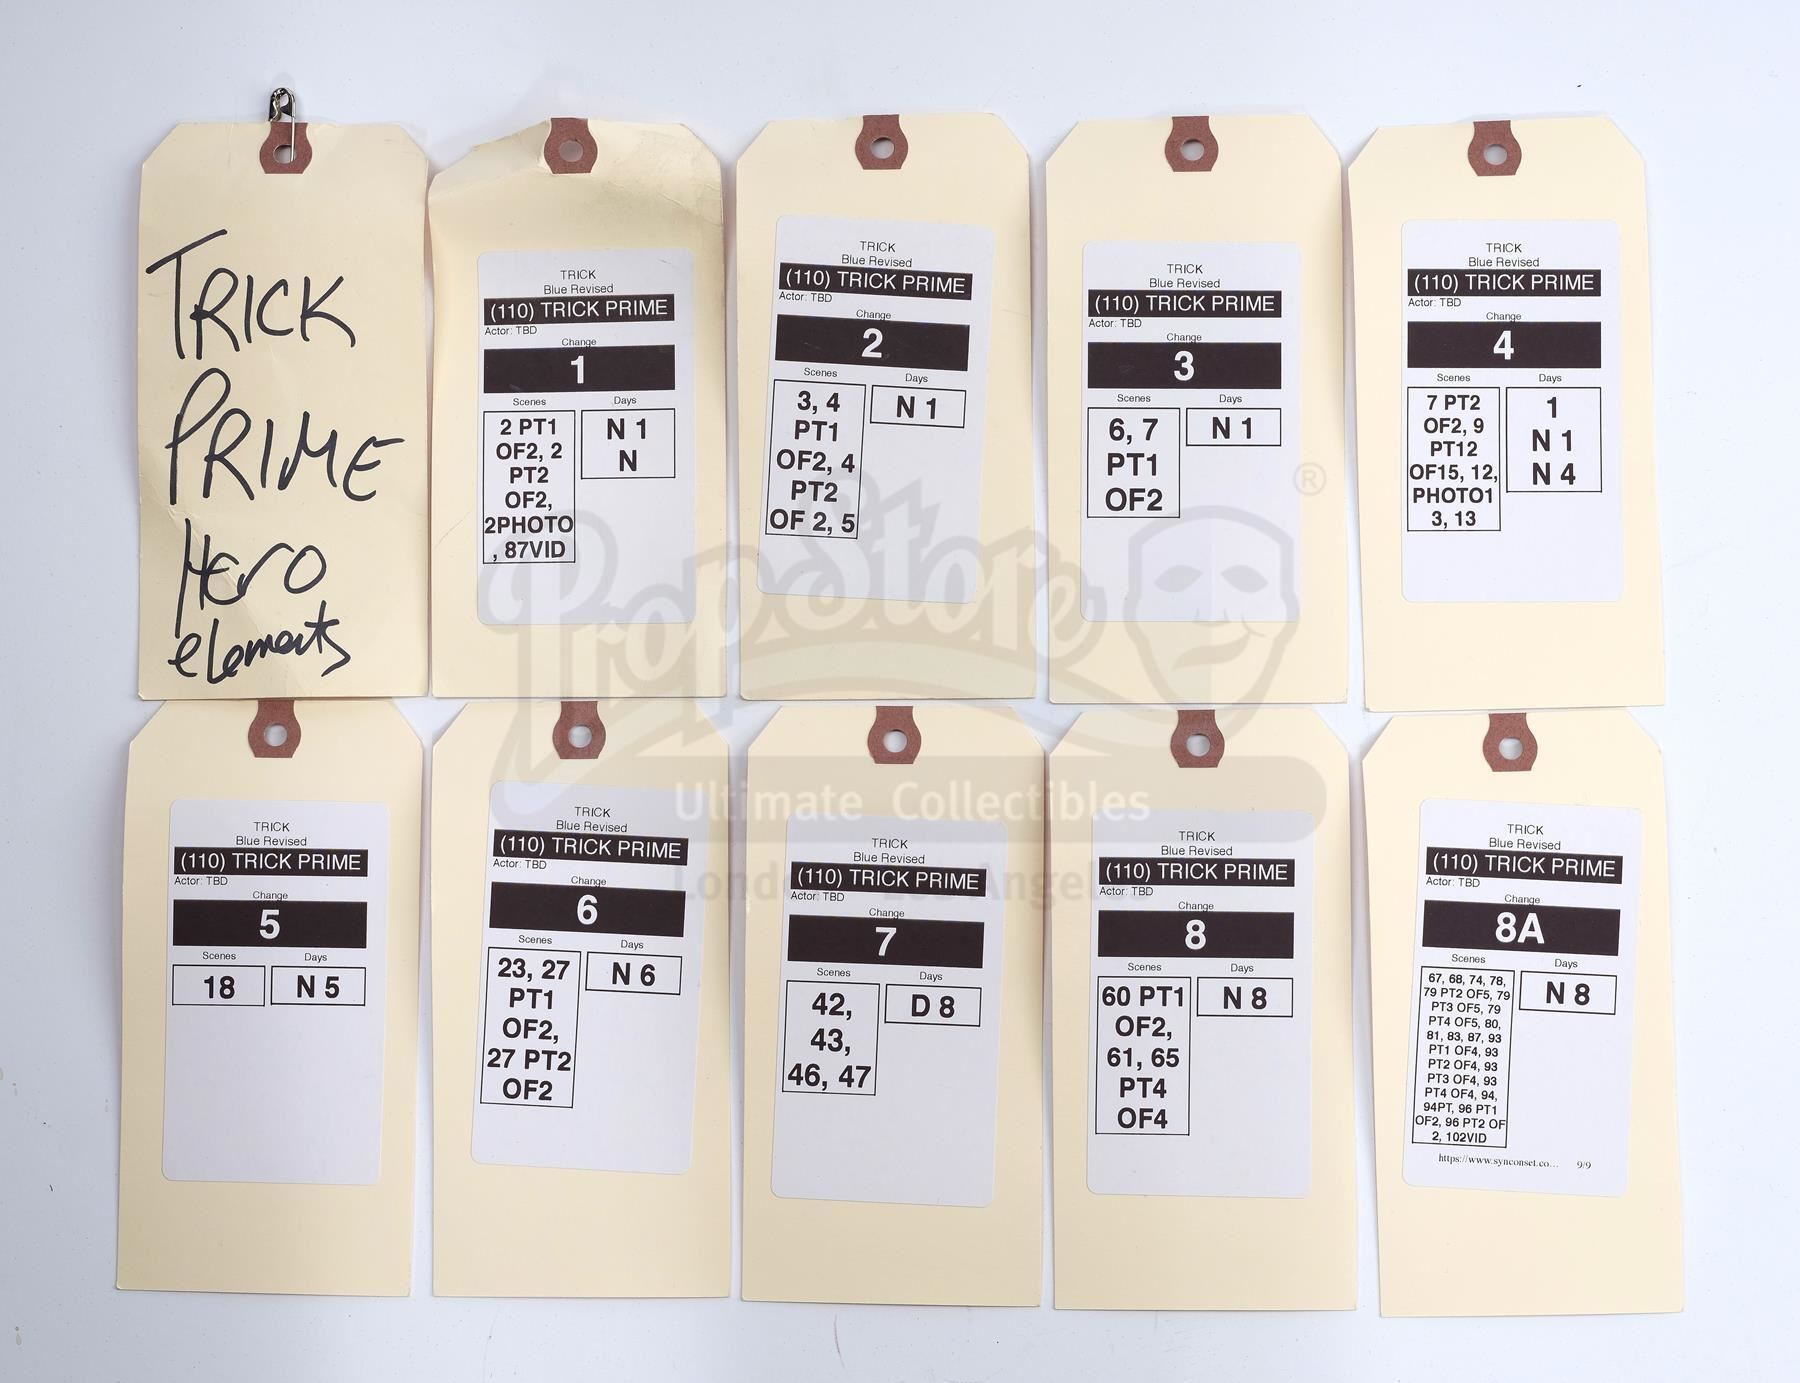 TRICK
PRIME
Hero
elements
TRICK
Blue Revised
(110) TRICK PRIME
Actor: TBD
Change
1
Scenes Days
2 PT1
OF2, 2
PT2
OF2,
2PHOTO
, 87VID
N 1
N
TRICK
Blue Revised
(110) TRICK PRIME
Actor: TBD
Change
2
Scenes Days
3, 4
PT1
OF2, 4
PT2
OF 2, 5
N 1
TRICK
Blue Revised
(110) TRICK PRIME
Actor: TBD
Change
3
Scenes Days
6, 7
PT1
OF2
N 1
TRICK
Blue Revised
(110) TRICK PRIME
Actor: TBD
Change
4
Scenes Days
7 PT2
OF2, 9
PT12
OF15, 12,
PHOTO1
3, 13
1
N 1
N 4
TRICK
Blue Revised
(110) TRICK PRIME
Actor: TBD
Change
5
Scenes Days
18
N 5
TRICK
Blue Revised
(110) TRICK PRIME
Actor: TBD
Change
6
Scenes Days
23, 27
PT1
OF2,
27 PT2
OF2
N 6
TRICK
Blue Revised
(110) TRICK PRIME
Actor: TBD
Change
7
Scenes Days
42,
43,
46, 47
D 8
TRICK
Blue Revised
(110) TRICK PRIME
Actor: TBD
Change
8
Scenes Days
60 PT1
OF2,
61, 65
PT4
OF4
N 8
TRICK
Blue Revised
(110) TRICK PRIME
Actor: TBD
Change
8A
Scenes Days
67, 68, 74, 78,
79 PT2 OF5, 79
PT3 OF5, 79
PT4 OF5, 80,
81, 83, 87, 93
PT1 OF4, 93
PT2 OF4, 93
PT3 OF4, 93
PT4 OF4, 94,
94PT, 96 PT1
OF2, 96 PT2 OF
2, 102VID
N 8
https://www.synconset.co... 9/9
PropStore ®
Ultimate Collectibles